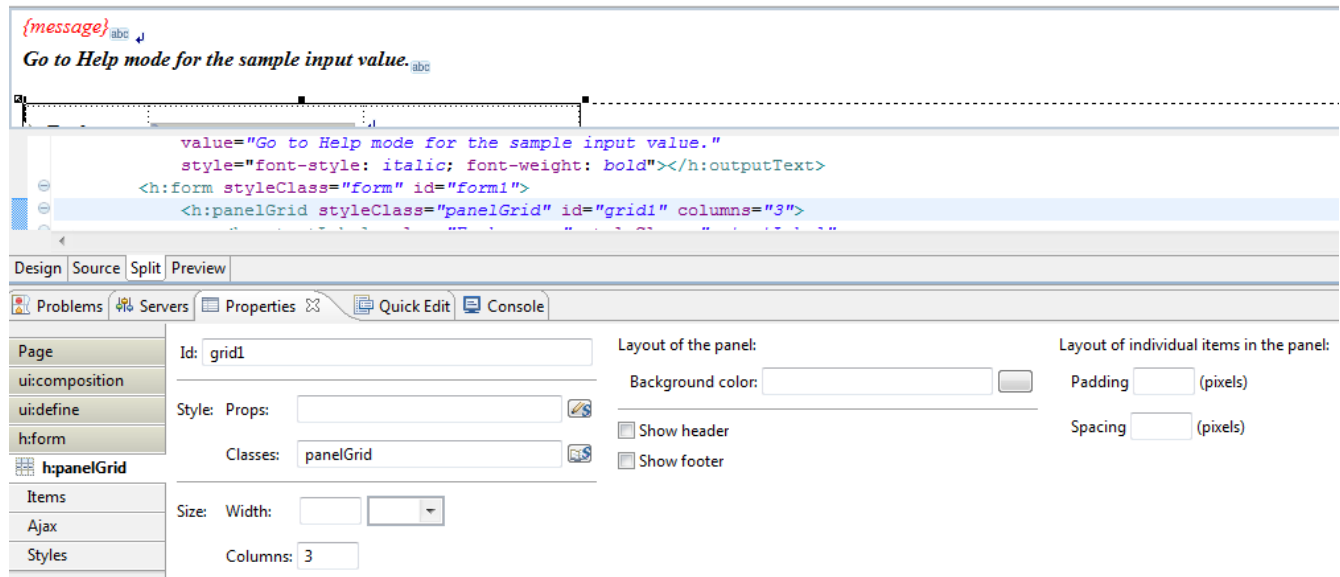 {message} abc
Go to Help mode for the sample input value. abc
value="Go to Help mode for the sample input value."
style="font-style: italic; font-weight: bold"></h:outputText>
<h:form styleClass="form" id="form1">
<h:panelGrid styleClass="panelGrid" id="grid1" columns="3">
Design Source Split Preview
Problems Servers Properties Quick Edit Console
Page
ui:composition
ui:define
h:form
h:panelGrid
Items
Ajax
Styles
Id: grid1
Style: Props:
Classes: panelGrid
Size: Width:
Columns: 3
Layout of the panel:
Background color:
Show header
Show footer
Layout of individual items in the panel:
Padding (pixels)
Spacing (pixels)